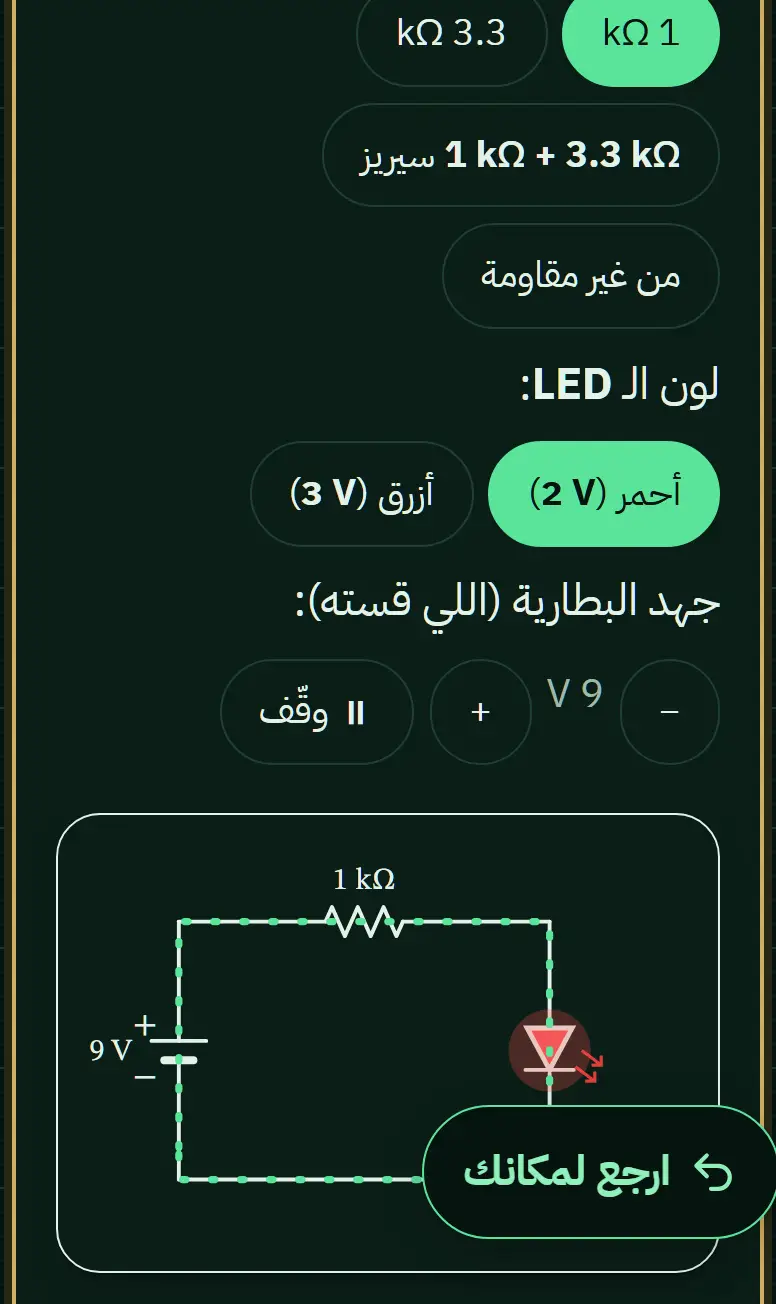 kΩ 1
kΩ 3.3
1 kΩ + 3.3 kΩ سيريز
من غير مقاومة
لون الـ LED:
أحمر (2 V)
أزرق (3 V)
جهد البطارية (اللي قسته):
−
V 9
+
⏸ وقّف
1 kΩ
+
9 V
−
ارجع لمكانك